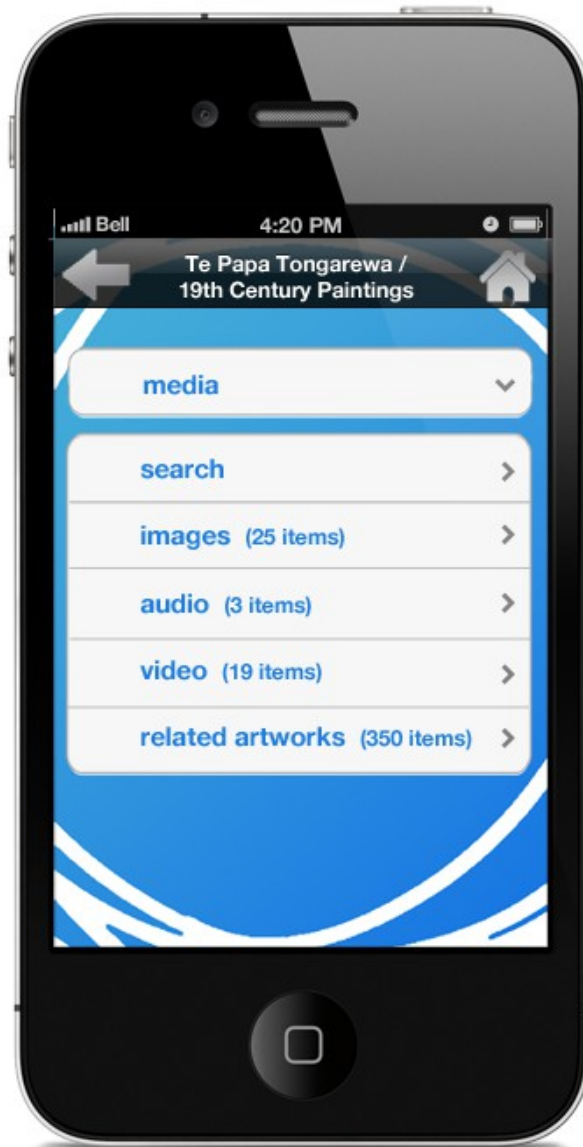 Bell 4:20 PM
Te Papa Tongarewa /
19th Century Paintings
media
search
images (25 items)
audio (3 items)
video (19 items)
related artworks (350 items)